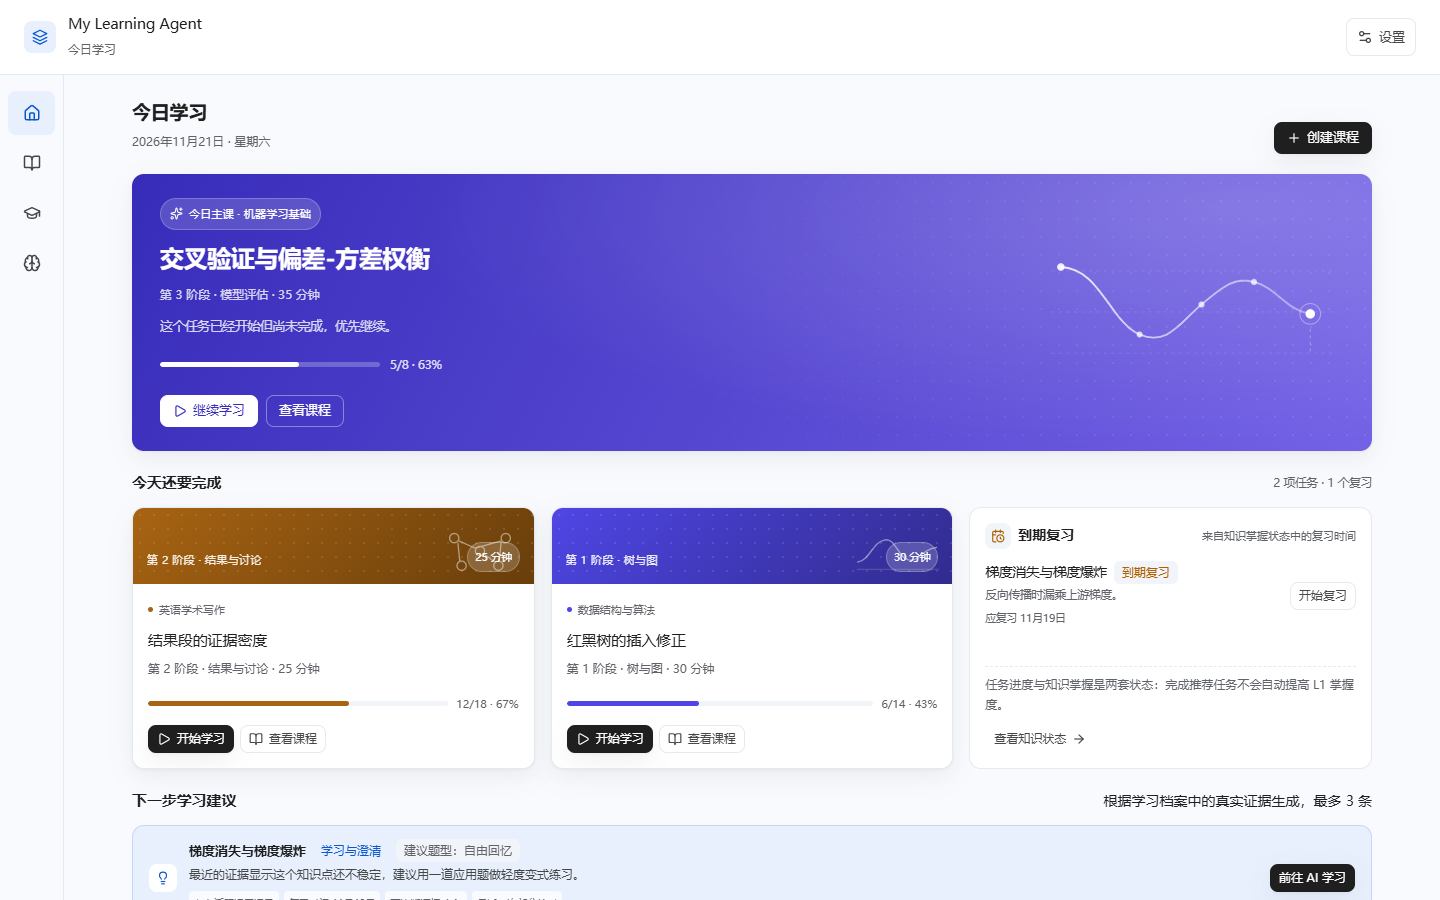 My Learning Agent
今日学习
设置
今日学习
2026年11月21日 · 星期六
创建课程
今日主课 · 机器学习基础
交叉验证与偏差-方差权衡
第 3 阶段 · 模型评估 · 35 分钟
这个任务已经开始但尚未完成，优先继续。
5/8 · 63%
继续学习
查看课程
今天还要完成
2 项任务 · 1 个复习
第 2 阶段 · 结果与讨论
25 分钟
英语学术写作
结果段的证据密度
第 2 阶段 · 结果与讨论 · 25 分钟
12/18 · 67%
开始学习
查看课程
第 1 阶段 · 树与图
30 分钟
数据结构与算法
红黑树的插入修正
第 1 阶段 · 树与图 · 30 分钟
6/14 · 43%
开始学习
查看课程
到期复习
来自知识掌握状态中的复习时间
梯度消失与梯度爆炸
到期复习
反向传播时漏乘上游梯度。
应复习 11月19日
开始复习
任务进度与知识掌握是两套状态：完成推荐任务不会自动提高 L1 掌握
度。
查看知识状态
下一步学习建议
根据学习档案中的真实证据生成，最多 3 条
梯度消失与梯度爆炸
学习与澄清
建议题型：自由回忆
最近的证据显示这个知识点还不稳定，建议用一道应用题做轻度变式练习。
前往 AI 学习